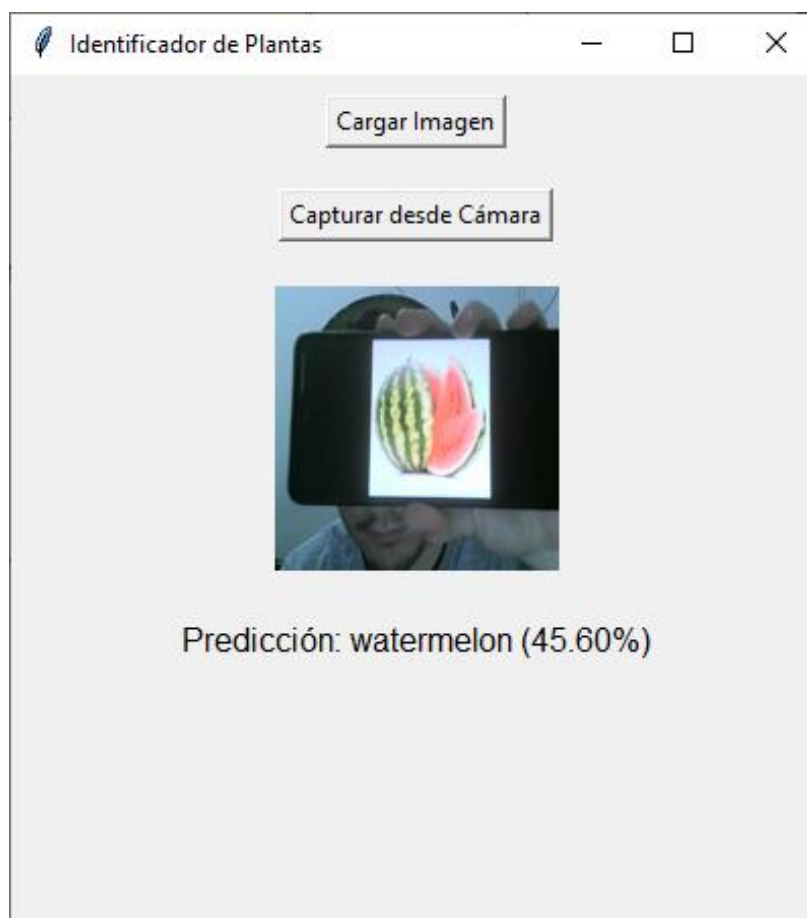 Identificador de Plantas
Cargar Imagen
Capturar desde Cámara
Predicción: watermelon (45.60%)